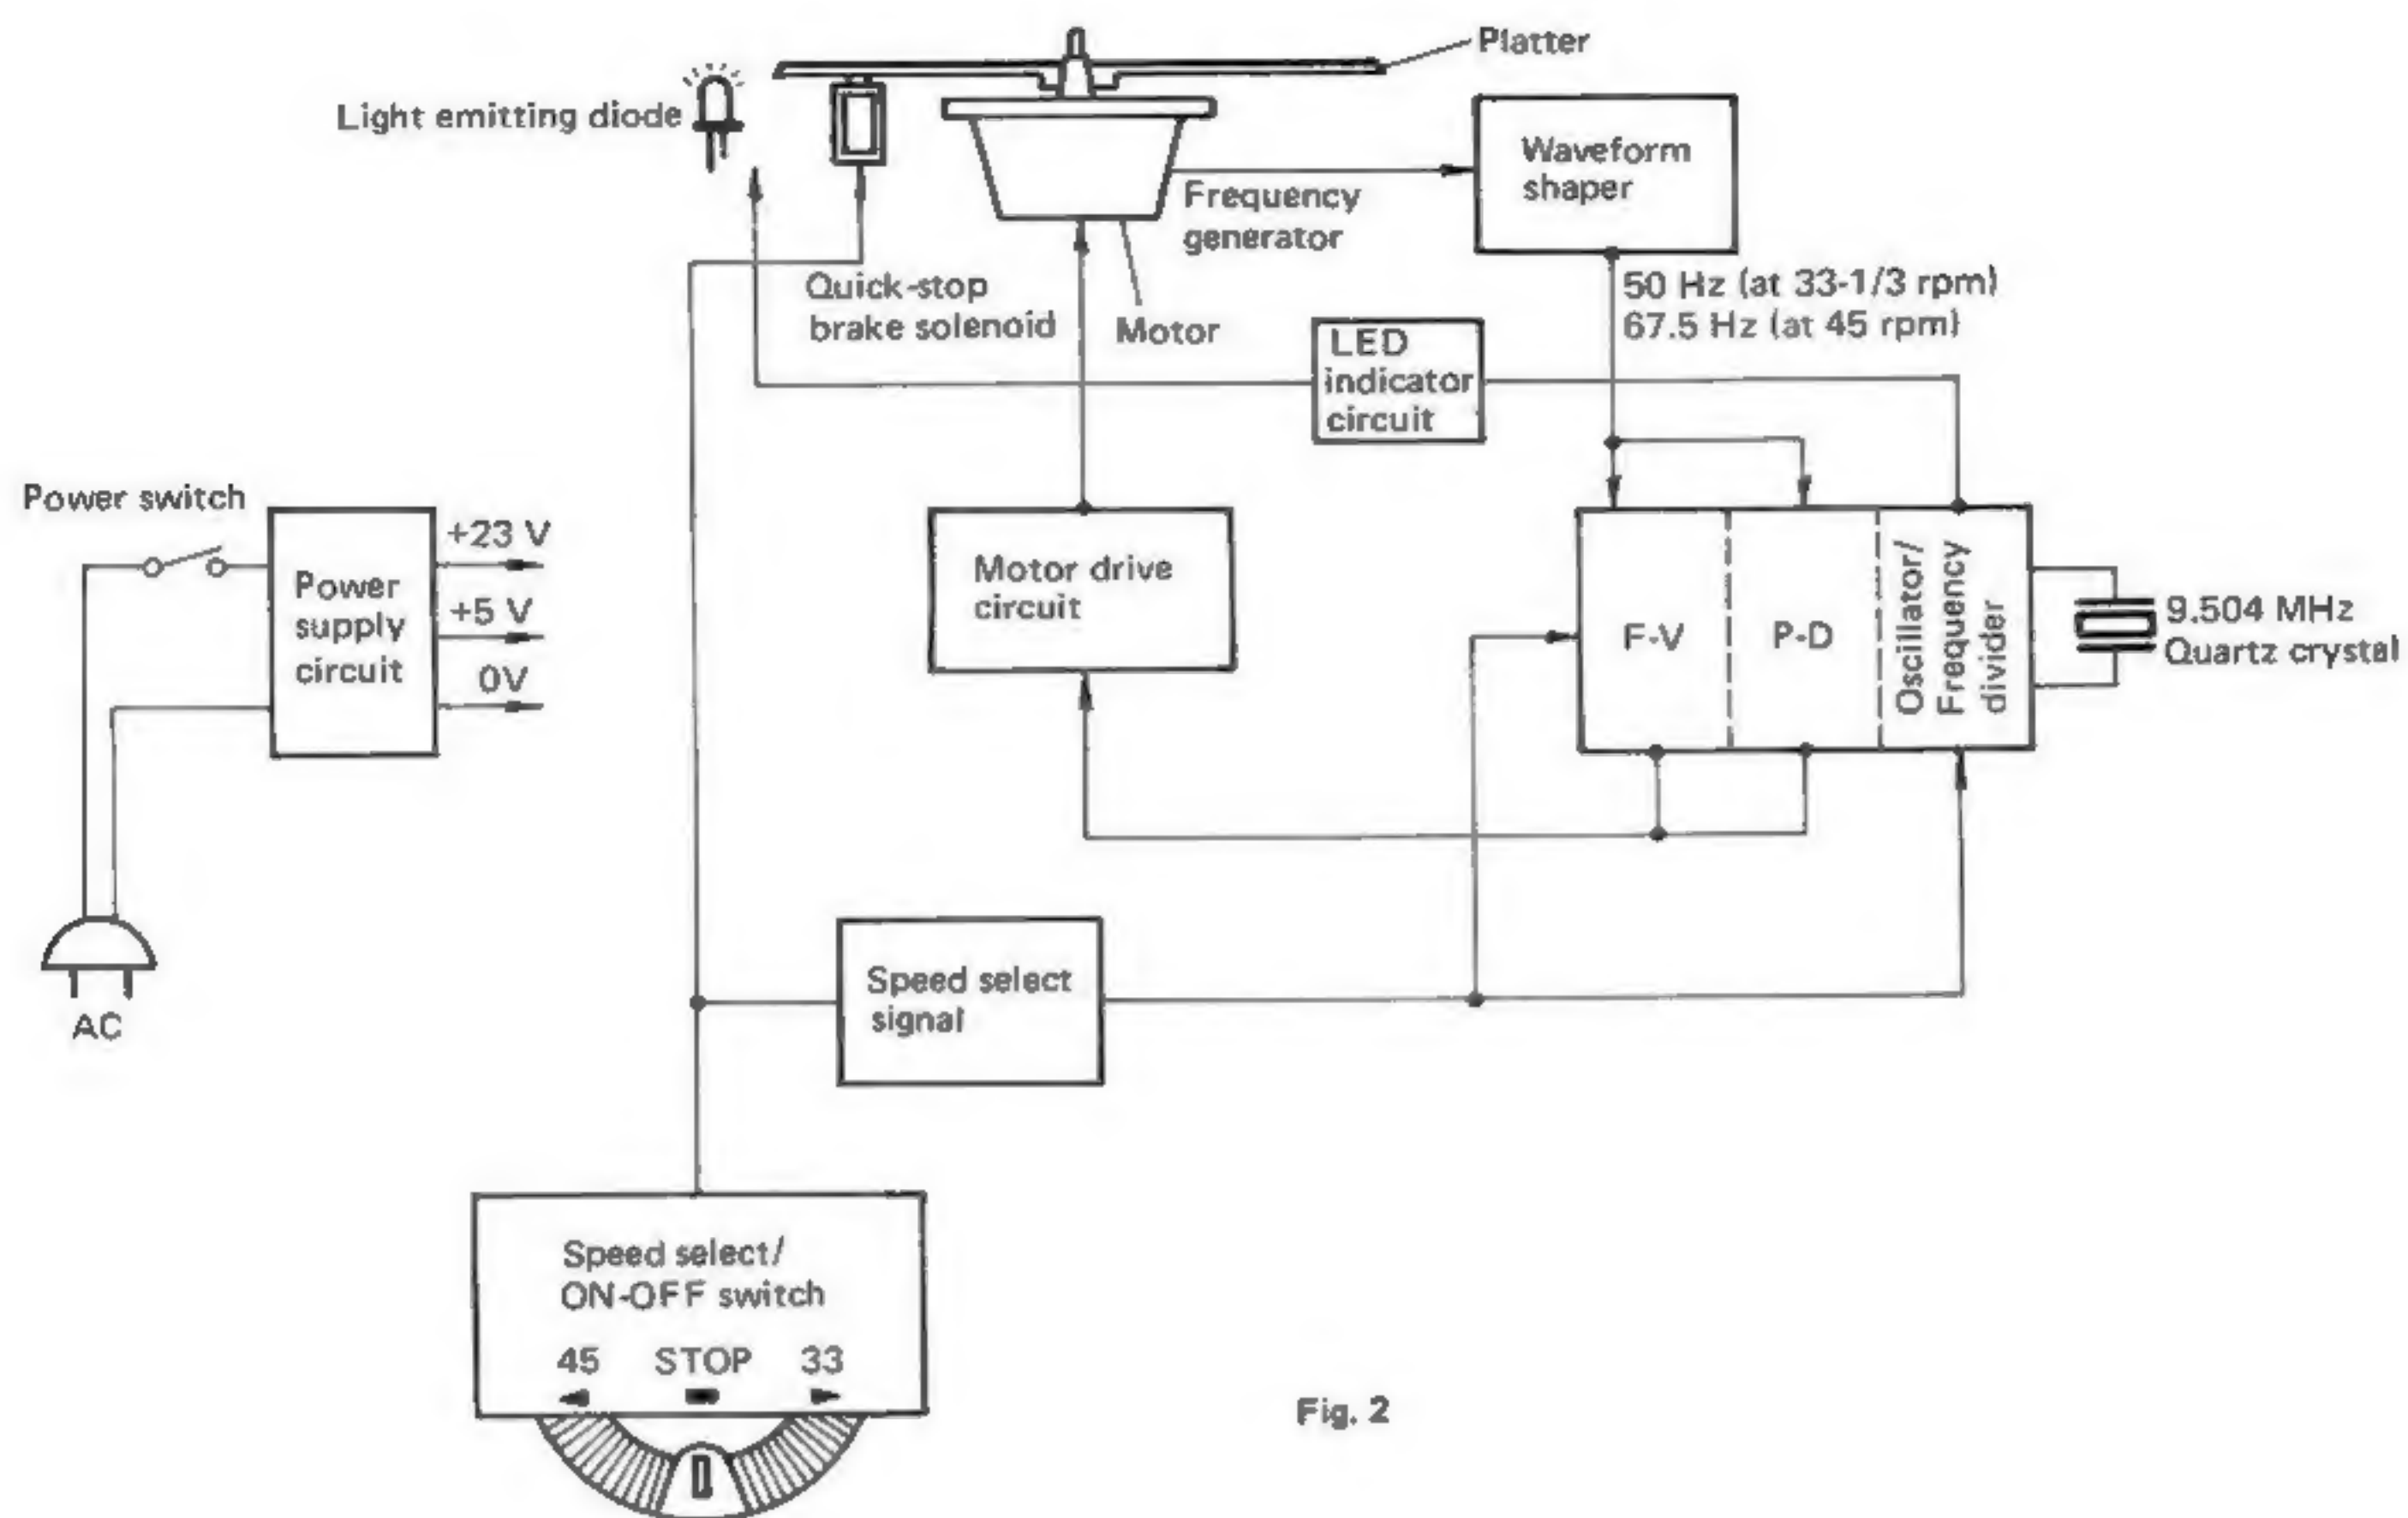 Platter
Light emitting diode
Waveform
shaper
Frequency
generator
Quick-stop
brake solenoid
Motor
50 Hz (at 33-1/3 rpm)
67.5 Hz (at 45 rpm)
LED
indicator
circuit
Power switch
+23 V
Power
supply
circuit
+5 V
0V
Motor drive
circuit
F-V
P-D
Oscillator/
Frequency
divider
9.504 MHz
Quartz crystal
AC
Speed select
signal
Speed select/
ON-OFF switch
45 STOP 33
Fig. 2